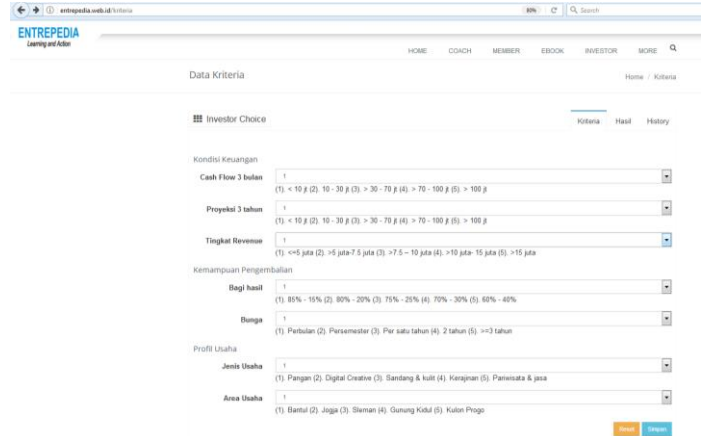 entrepedia.web.id/kriteria
80%
Search
ENTREPEDIA
Learning and Action
HOME COACH MEMBER EBOOK INVESTOR MORE
Data Kriteria
Home / Kriteria
Investor Choice
Kriteria Hasil History
Kondisi Keuangan
Cash Flow 3 bulan 1
(1). < 10 jt (2). 10 - 30 jt (3). > 30 - 70 jt (4). > 70 - 100 jt (5). > 100 jt
Proyeksi 3 tahun 1
(1). < 10 jt (2). 10 - 30 jt (3). > 30 - 70 jt (4). > 70 - 100 jt (5). > 100 jt
Tingkat Revenue 1
(1). <=5 juta (2). >5 juta-7.5 juta (3). >7.5 – 10 juta (4). >10 juta- 15 juta (5). >15 juta
Kemampuan Pengembalian
Bagi hasil 1
(1). 85% - 15% (2). 80% - 20% (3). 75% - 25% (4). 70% - 30% (5). 60% - 40%
Bunga 1
(1). Perbulan (2). Persemester (3). Per satu tahun (4). 2 tahun (5). >=3 tahun
Profil Usaha
Jenis Usaha 1
(1). Pangan (2). Digital Creative (3). Sandang & kulit (4). Kerajinan (5). Pariwisata & jasa
Area Usaha 1
(1). Bantul (2). Jogja (3). Sleman (4). Gunung Kidul (5). Kulon Progo
Reset Simpan